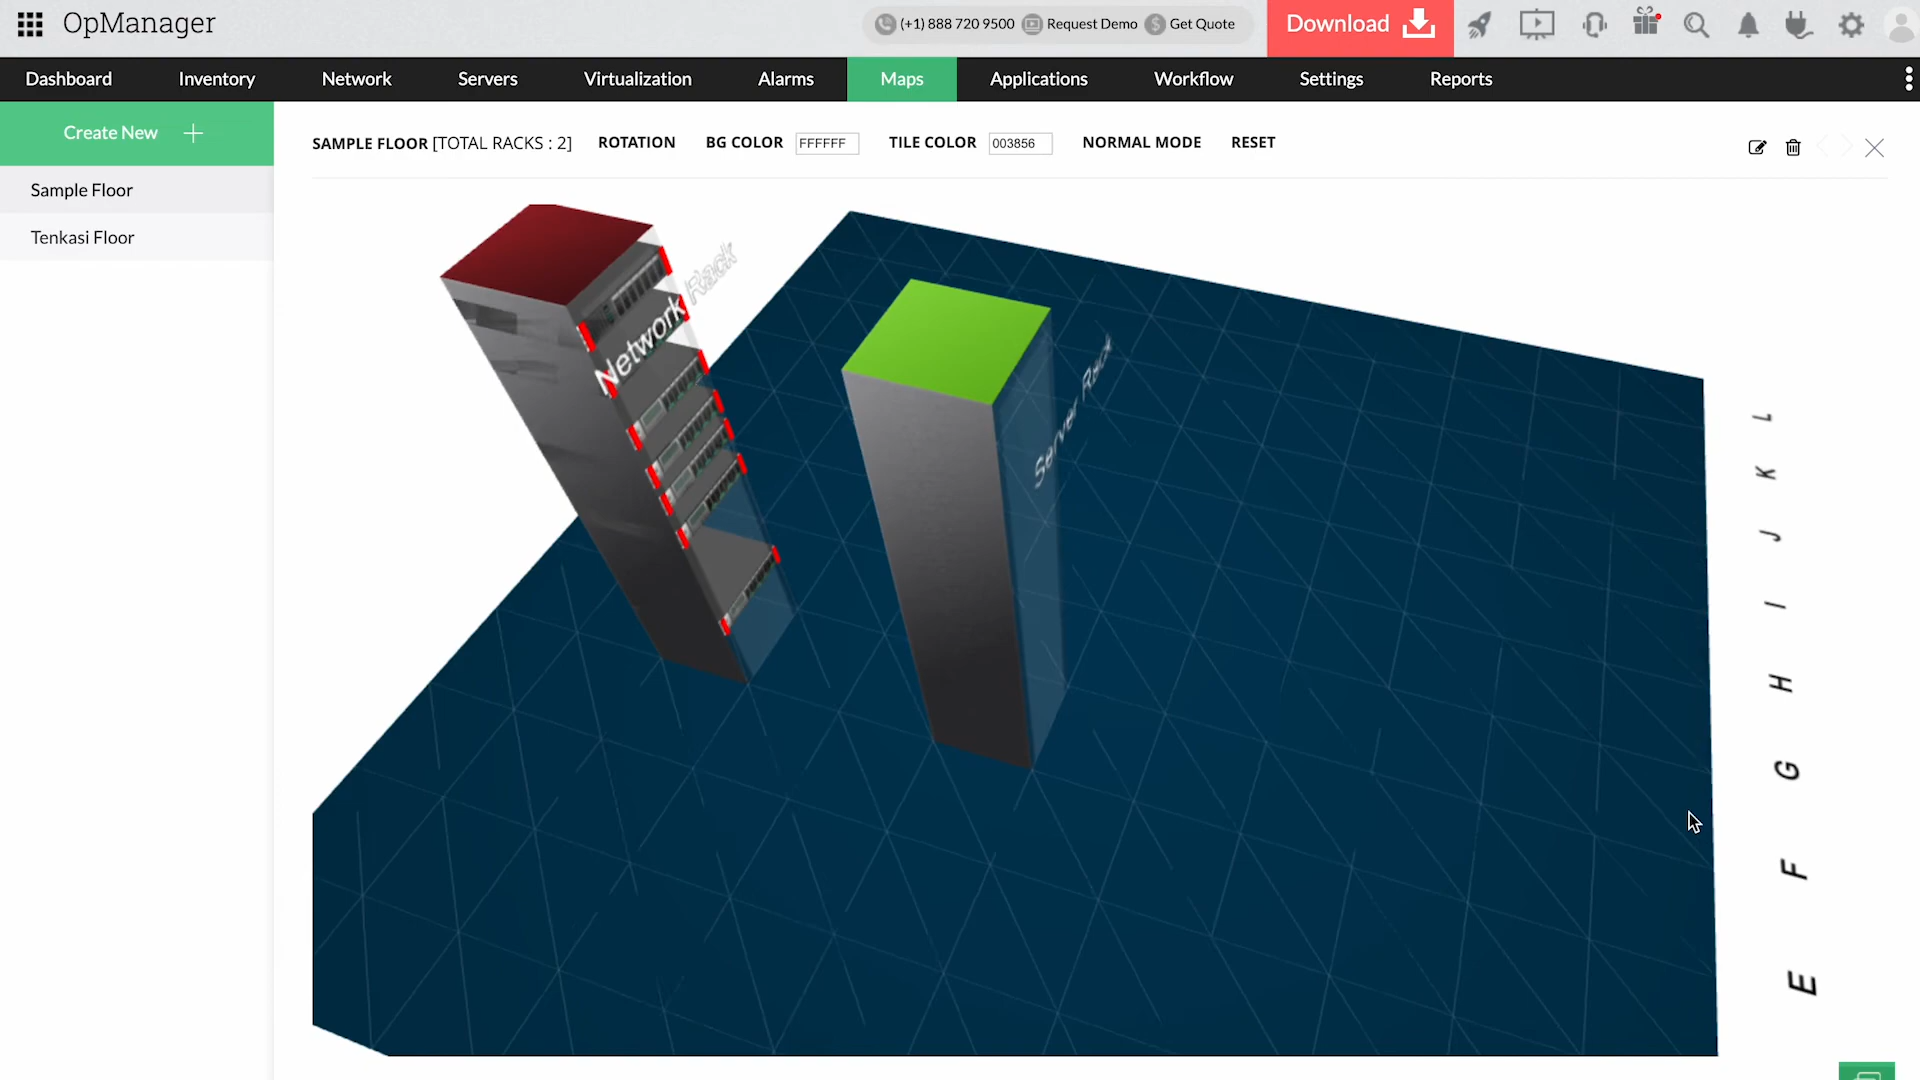 OpManager
(+1) 888 720 9500 Request Demo $ Get Quote
Download
Dashboard Inventory Network Servers Virtualization Alarms Maps Applications Workflow Settings Reports
Create New +
Sample Floor
Tenkasi Floor
SAMPLE FLOOR [TOTAL RACKS : 2] ROTATION BG COLOR FFFFFF TILE COLOR 003856 NORMAL MODE RESET
Network Rack
Server Rack
L
K
J
I
H
G
F
E